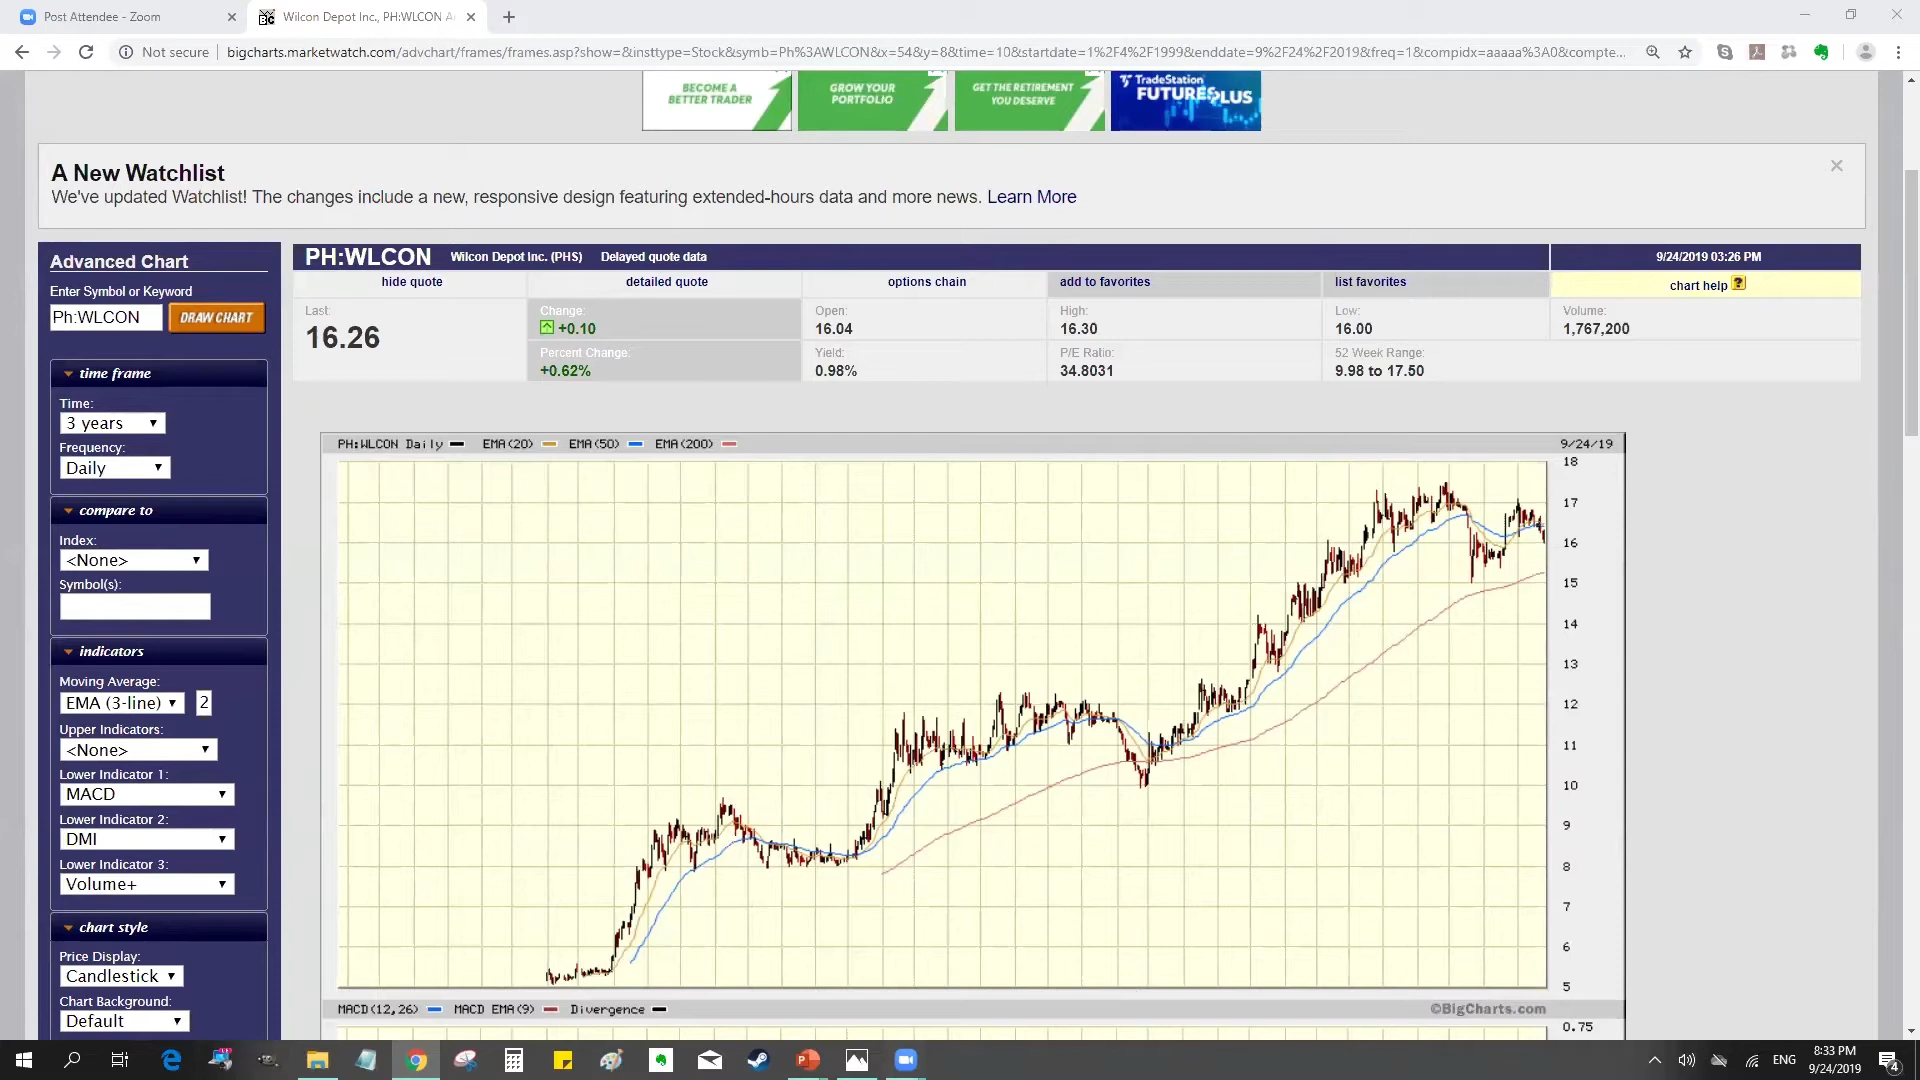 Post Attendee - Zoom
Wilcon Depot Inc., PH:WLCON A
Not secure
bigcharts.marketwatch.com/advchart/frames/frames.asp?show=&insttype=Stock&symb=Ph%3AWLCON&x=54&y=8&time=10&startdate=1%2F4%2F1999&enddate=9%2F24%2F2019&freq=1&compidx=aaaaa%3A0&compte...
BECOME A
BETTER TRADER
GROW YOUR
PORTFOLIO
GET THE RETIREMENT
YOU DESERVE
TradeStation
FUTURES PLUS
A New Watchlist
We've updated Watchlist! The changes include a new, responsive design featuring extended-hours data and more news. Learn More
Advanced Chart
Enter Symbol or Keyword
Ph:WLCON
DRAW CHART
time frame
Time:
3 years
Frequency:
Daily
compare to
Index:
<None>
Symbol(s):
indicators
Moving Average:
EMA (3-line) 2
Upper Indicators:
<None>
Lower Indicator 1:
MACD
Lower Indicator 2:
DMI
Lower Indicator 3:
Volume+
chart style
Price Display:
Candlestick
Chart Background:
Default
PH:WLCON Wilcon Depot Inc. (PHS) Delayed quote data 9/24/2019 03:26 PM
hide quote detailed quote options chain add to favorites list favorites chart help ?
Last: Change: Open: High: Low: Volume:
16.26 +0.10 16.04 16.30 16.00 1,767,200
Percent Change: Yield: P/E Ratio: 52 Week Range:
+0.62% 0.98% 34.8031 9.98 to 17.50
PH:WLCON Daily EMA(20) EMA(50) EMA(200) 9/24/19
18
17
16
15
14
13
12
11
10
9
8
7
6
5
MACD(12,26) MACD EMA(9) Divergence ©BigCharts.com
0.75
ENG
8:33 PM
9/24/2019
4